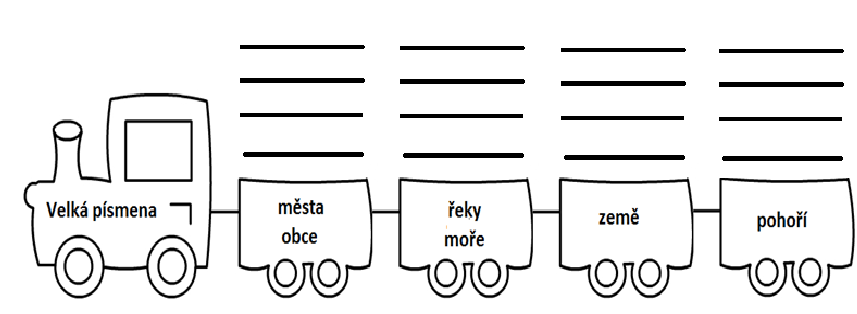 Velká písmena
města
obce
řeky
moře
země
pohoří